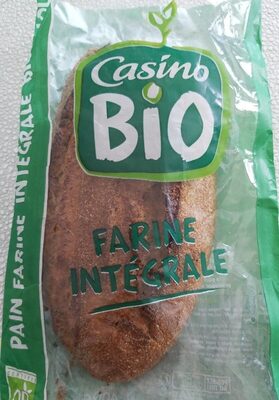 Casino
BiO
FARINE
INTÉGRALE
PAIN FARINE INTÉGRALE